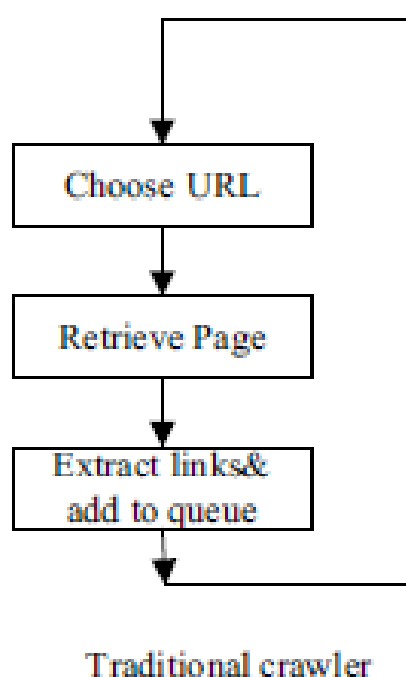 Choose URL
Retrieve Page
Extract links&
add to queue
Traditional crawler